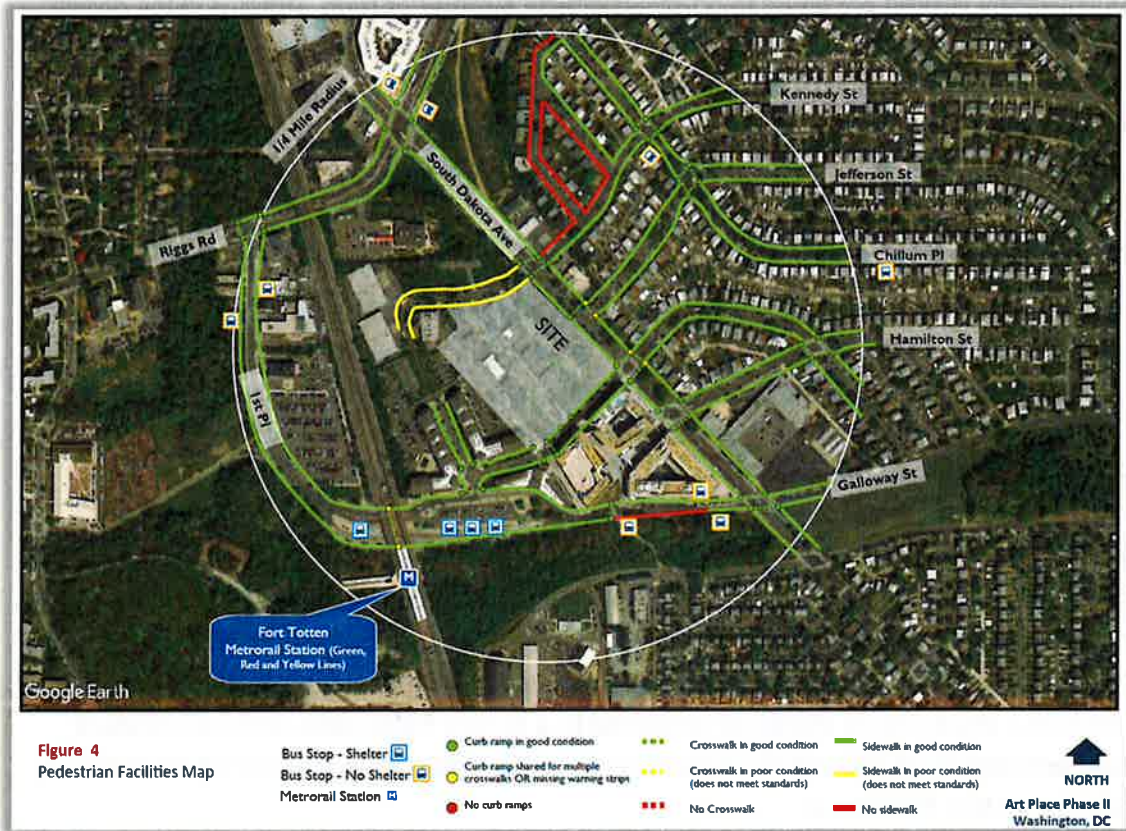 1/4 Mile Radius
South Dakota Ave
Kennedy St
Jefferson St
Riggs Rd
Chillum Pl
SITE
Hamilton St
1st Pl
Galloway St
M
Fort Totten
Metrorail Station (Green,
Red and Yellow Lines)
Google Earth
Figure 4
Pedestrian Facilities Map
Bus Stop - Shelter
Bus Stop - No Shelter
Metrorail Station M
Curb ramp in good condition
Curb ramp shared for multiple
crosswalks OR missing warning strips
No curb ramps
Crosswalk in good condition
Crosswalk in poor condition
(does not meet standards)
No Crosswalk
Sidewalk in good condition
Sidewalk in poor condition
(does not meet standards)
No sidewalk
NORTH
Art Place Phase II
Washington, DC